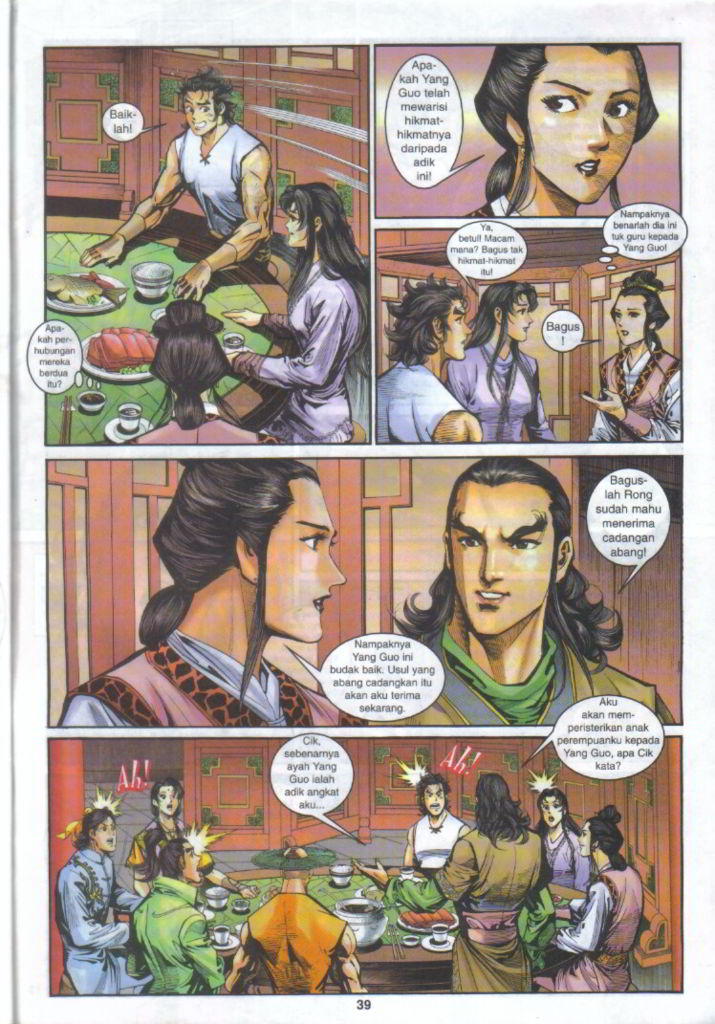 Baik-
lah!
Apa-
kah per-
hubungan
mereka
berdua
itu?
Apa-
kah Yang
Guo telah
mewarisi
hikmat-
hikmatnya
daripada
adik
ini!
Ya,
betul! Macam
mana? Bagus tak
hikmat-hikmat
itu!
Nampaknya
benarlah dia ini
tuk guru kepada
Yang Guo!
Bagus
!
Nampaknya
Yang Guo ini
budak baik. Usul yang
abang cadangkan itu
akan aku terima
sekarang.
Bagus-
lah Rong
sudah mahu
menerima
cadangan
abang!
Cik,
sebenarnya
ayah Yang
Guo ialah
adik angkat
aku...
Aku
akan mem-
peristerikan anak
perempuanku kepada
Yang Guo, apa Cik
kata?
Ah!
Ah!
39